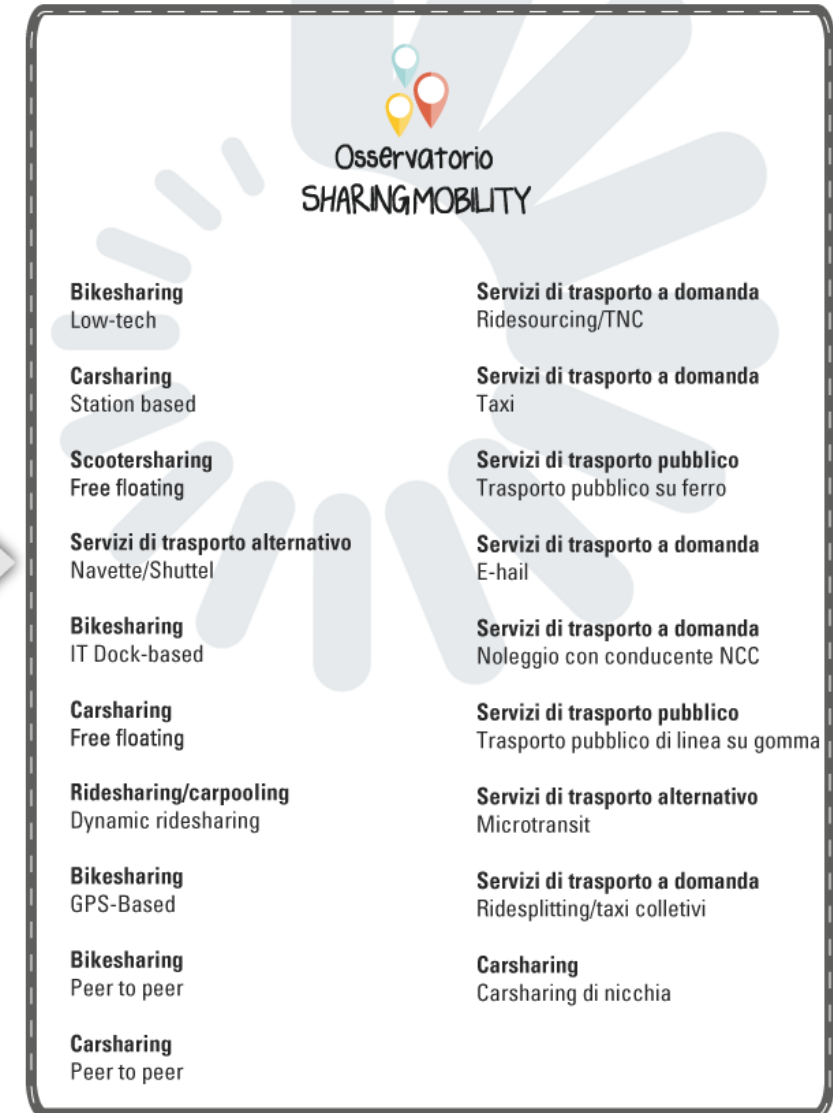 Osservatorio
SHARINGMOBILITY
Bikesharing
Low-tech
Carsharing
Station based
Scootersharing
Free floating
Servizi di trasporto alternativo
Navette/Shuttel
Bikesharing
IT Dock-based
Carsharing
Free floating
Ridesharing/carpooling
Dynamic ridesharing
Bikesharing
GPS-Based
Bikesharing
Peer to peer
Carsharing
Peer to peer
Servizi di trasporto a domanda
Ridesourcing/TNC
Servizi di trasporto a domanda
Taxi
Servizi di trasporto pubblico
Trasporto pubblico su ferro
Servizi di trasporto a domanda
E-hail
Servizi di trasporto a domanda
Noleggio con conducente NCC
Servizi di trasporto pubblico
Trasporto pubblico di linea su gomma
Servizi di trasporto alternativo
Microtransit
Servizi di trasporto a domanda
Ridesplitting/taxi colletivi
Carsharing
Carsharing di nicchia